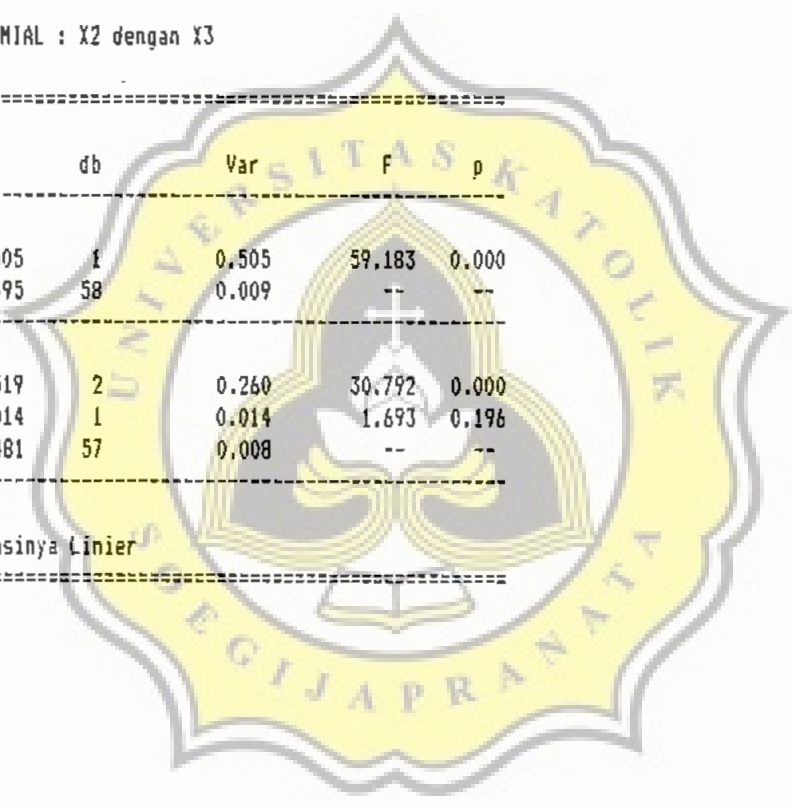 MIAL : X2 dengan X3
db Var F p
05 1 0.505 59.183 0.000
95 58 0.009 -- --
519 2 0.260 30.792 0.000
014 1 0.014 1.693 0.196
481 57 0.008 -- --
asinya Linier
UNIVERSITAS KATOLIK
SOEGIJAPRANATA